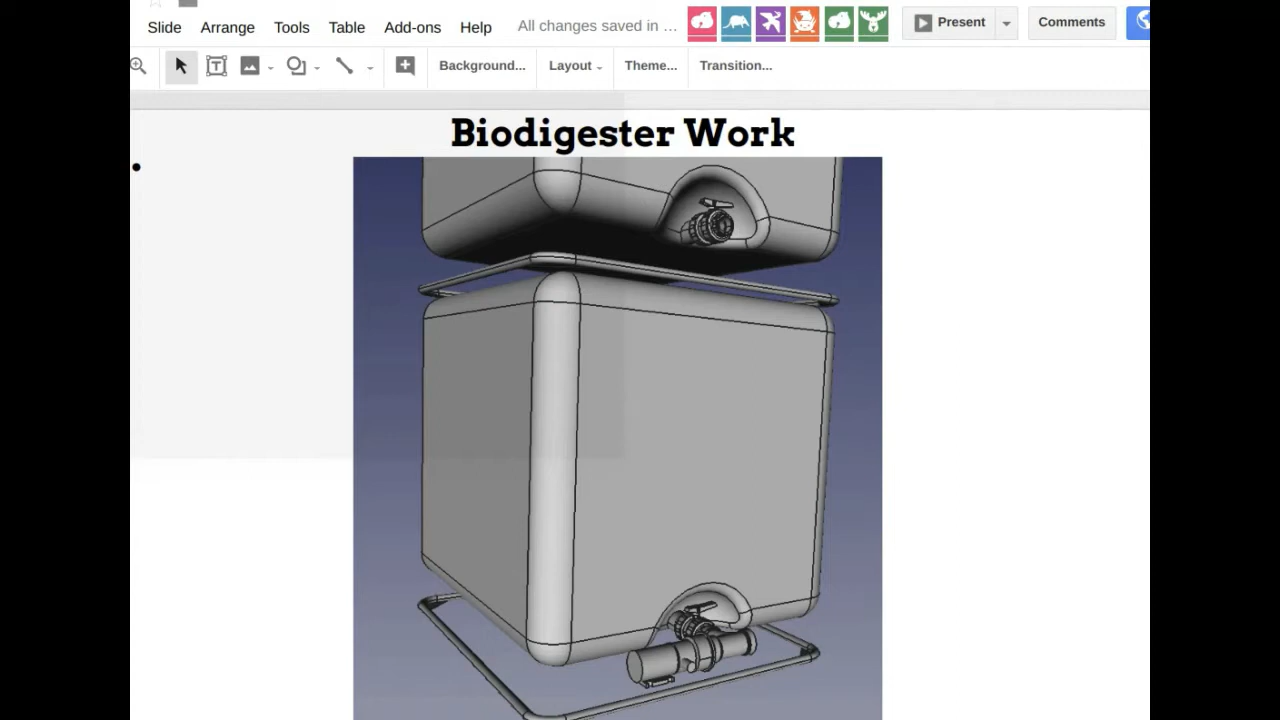 Slide Arrange Tools Table Add-ons Help All changes saved in ... Present Comments
Background... Layout Theme... Transition...
Biodigester Work